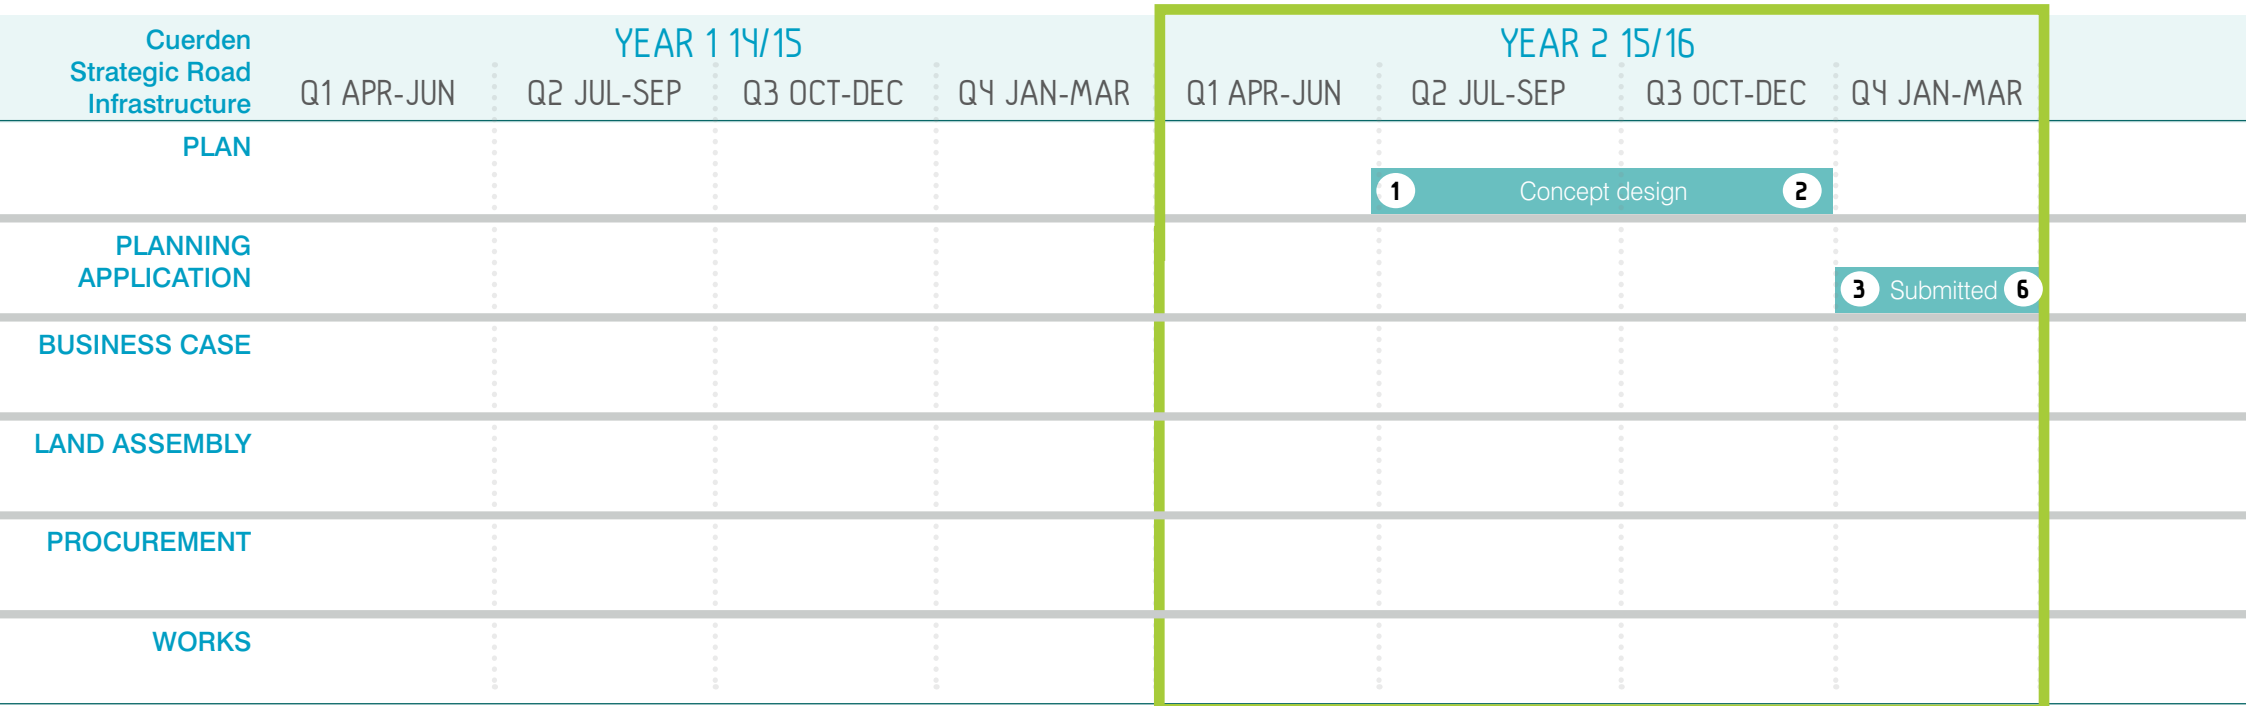 Cuerden
Strategic Road
Infrastructure
YEAR 1 14/15
YEAR 2 15/16
Q1 APR-JUN
Q2 JUL-SEP
Q3 OCT-DEC
Q4 JAN-MAR
Q1 APR-JUN
Q2 JUL-SEP
Q3 OCT-DEC
Q4 JAN-MAR
PLAN
1 Concept design 2
PLANNING
APPLICATION
3 Submitted 6
BUSINESS CASE
LAND ASSEMBLY
PROCUREMENT
WORKS